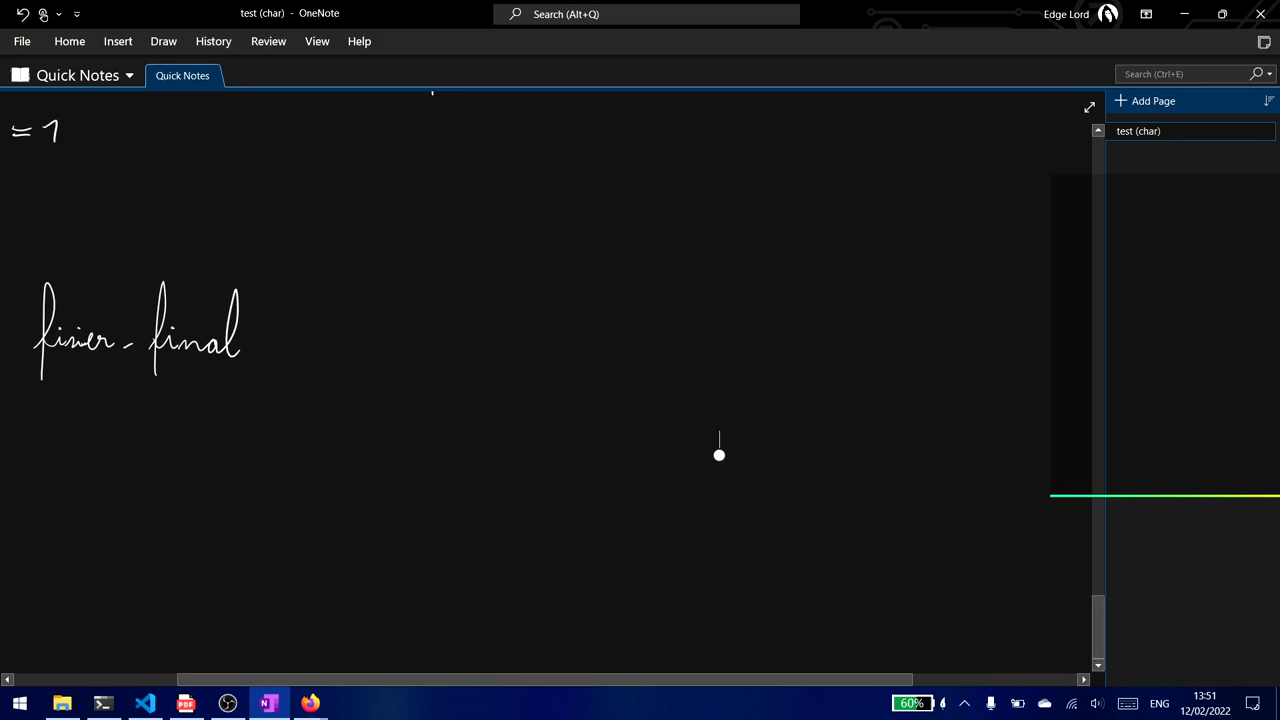 test (char) - OneNote
Search (Alt+Q)
Edge Lord
File Home Insert Draw History Review View Help
Quick Notes
Quick Notes
Search (Ctrl+E)
Add Page
= 1
test (char)
fisier - final
60%
ENG
13:51
12/02/2022